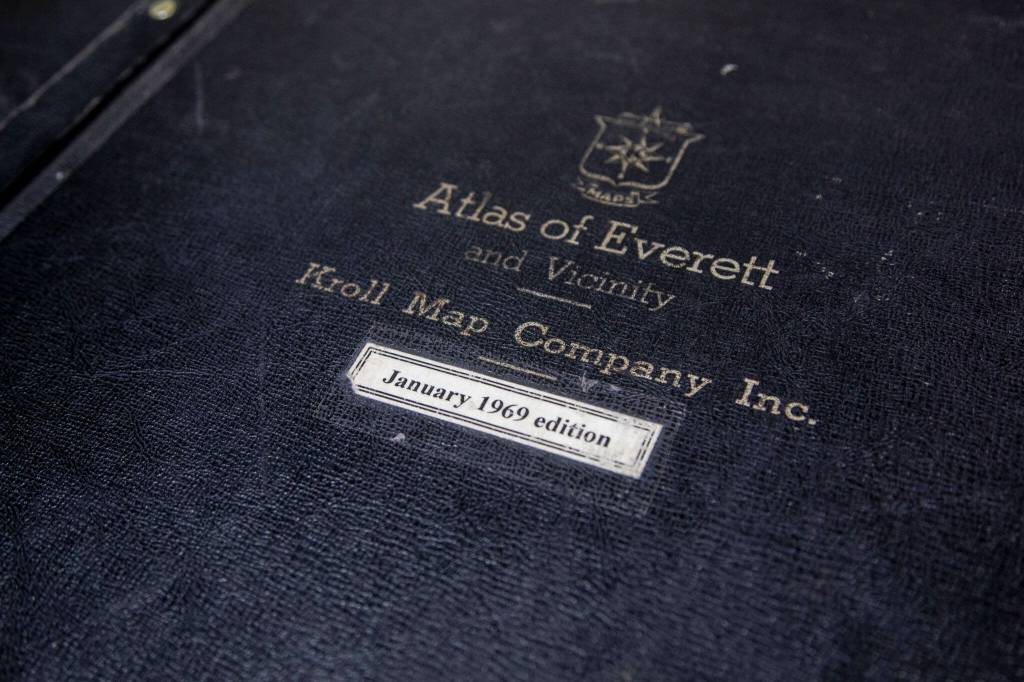 MAPS
Atlas of Everett
and Vicinity
Kroll Map Company Inc.
January 1969 edition